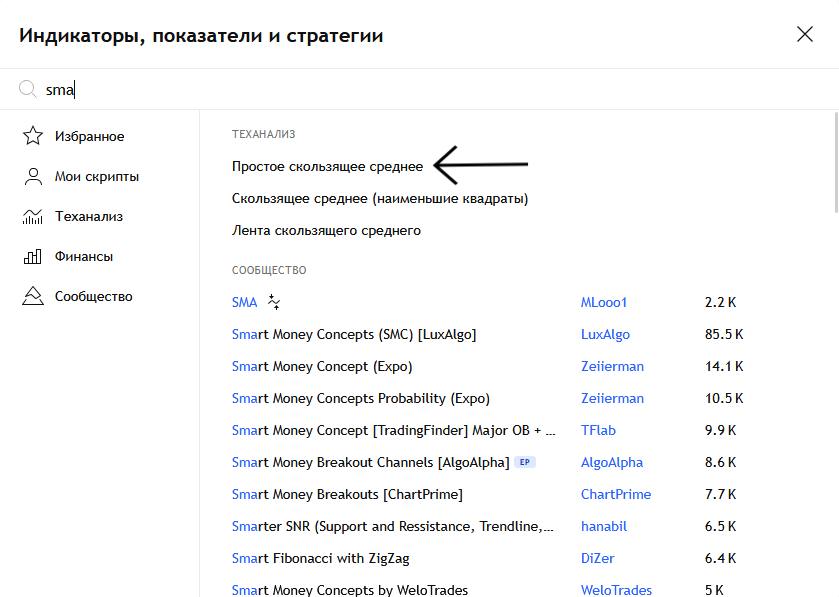 Индикаторы, показатели и стратегии
sma
Избранное
Мои скрипты
Теханализ
Финансы
Сообщество
ТЕХАНАЛИЗ
Простое скользящее среднее
Скользящее среднее (наименьшие квадраты)
Лента скользящего среднего
СООБЩЕСТВО
SMA MLooo1 2.2 K
Smart Money Concepts (SMC) [LuxAlgo] LuxAlgo 85.5 K
Smart Money Concept (Expo) Zeiierman 14.1 K
Smart Money Concepts Probability (Expo) Zeiierman 10.5 K
Smart Money Concept [TradingFinder] Major OB + ... TFlab 9.9 K
Smart Money Breakout Channels [AlgoAlpha] EP AlgoAlpha 8.6 K
Smart Money Breakouts [ChartPrime] ChartPrime 7.7 K
Smarter SNR (Support and Ressistance, Trendline,... hanabil 6.5 K
Smart Fibonacci with ZigZag DiZer 6.4 K
Smart Money Concepts by WeloTrades WeloTrades 5 K